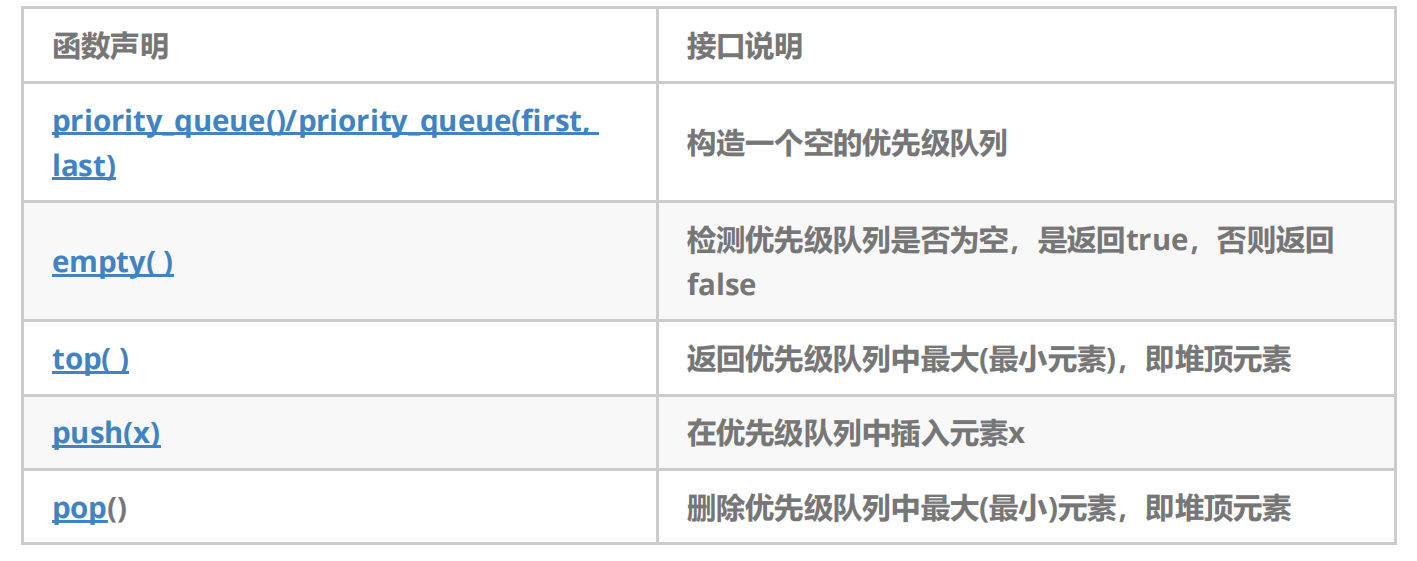 函数声明
接口说明
priority_queue()/priority_queue(first,
last)
构造一个空的优先级队列
empty( )
检测优先级队列是否为空，是返回true，否则返回
false
top( )
返回优先级队列中最大(最小元素)，即堆顶元素
push(x)
在优先级队列中插入元素x
pop()
删除优先级队列中最大(最小)元素，即堆顶元素